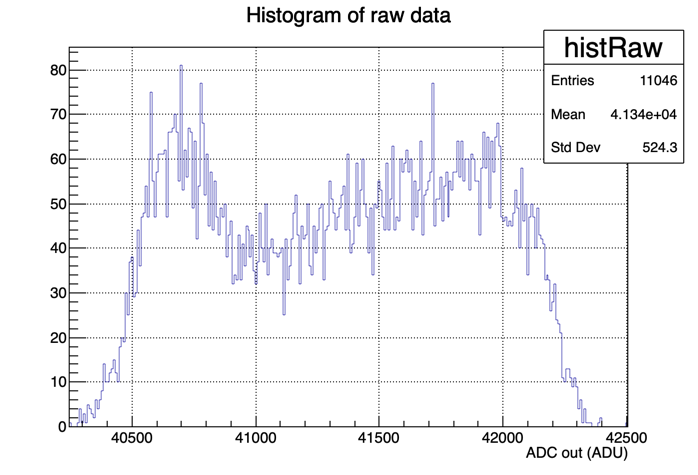 Histogram of raw data
histRaw
Entries 11046
Mean 4.134e+04
Std Dev 524.3
80
70
60
50
40
30
20
10
0
40500 41000 41500 42000 42500
ADC out (ADU)